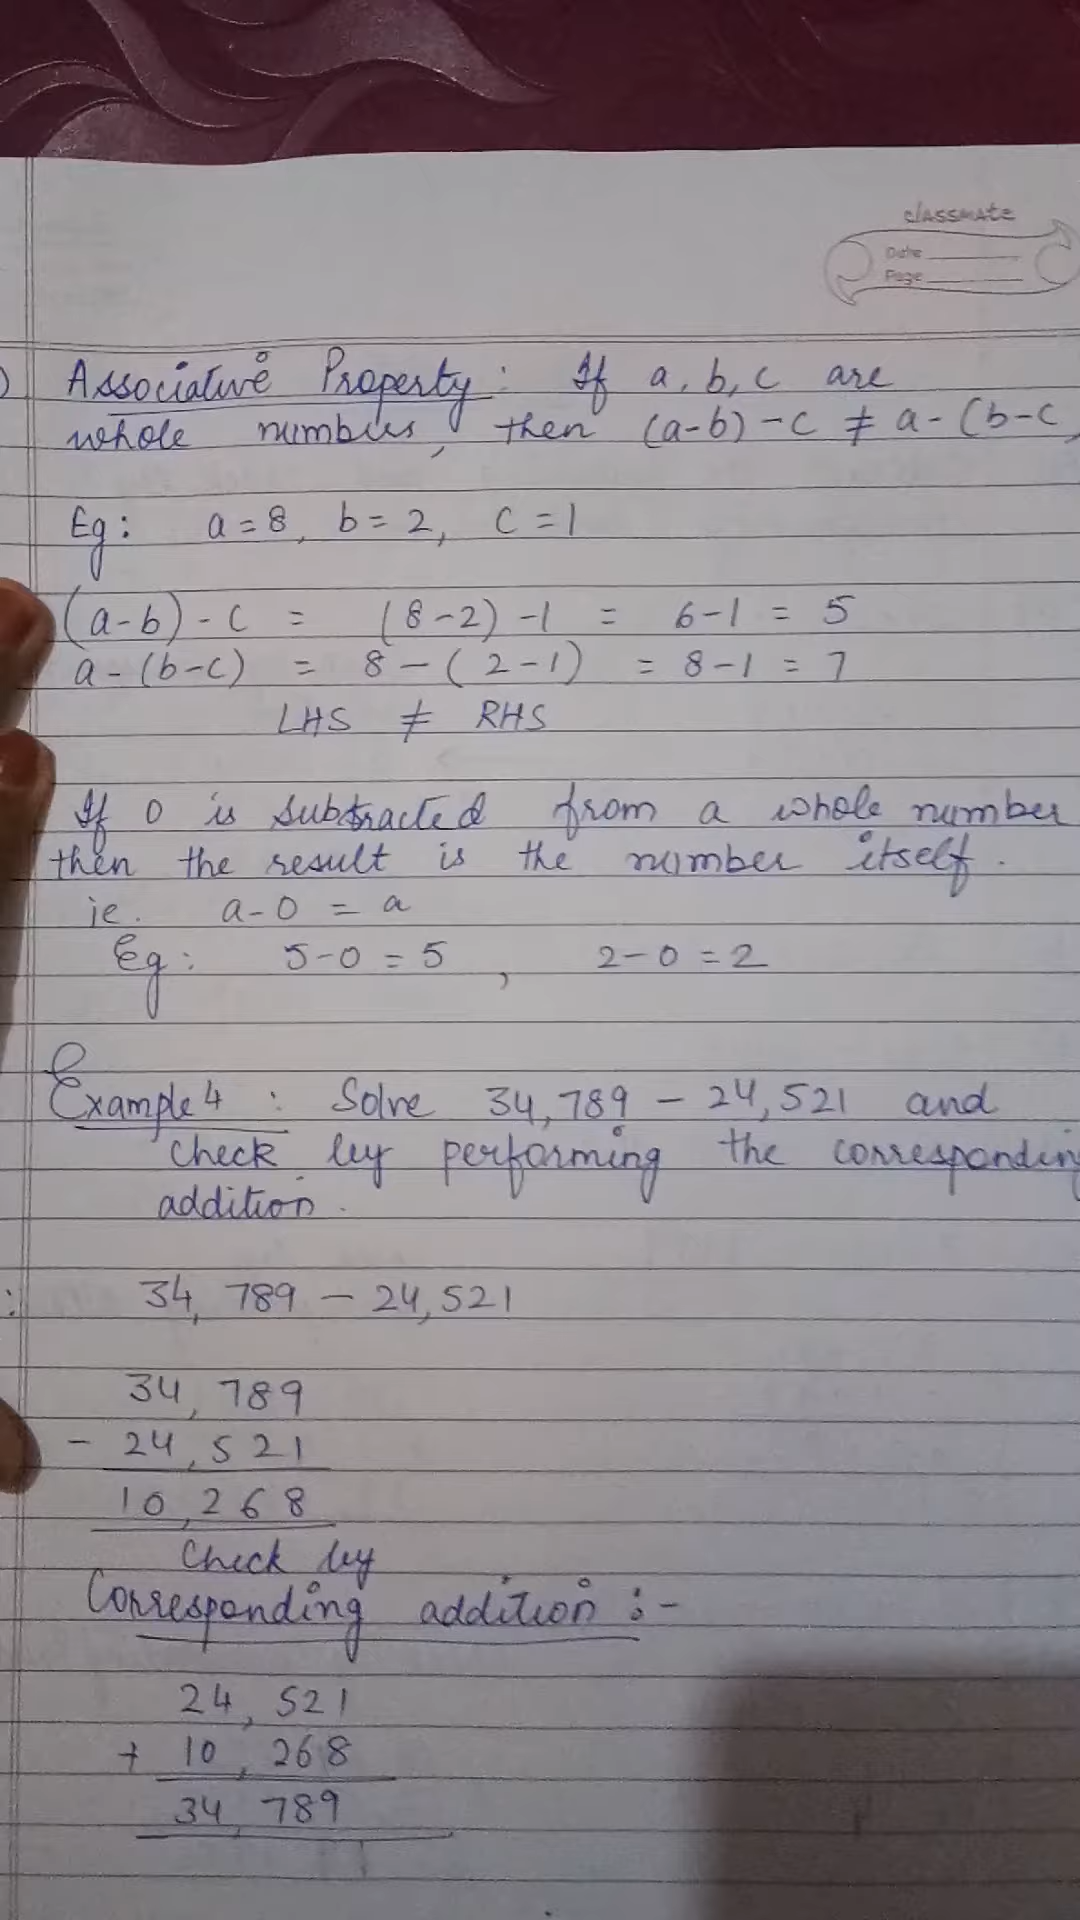 classmate
Date
Page
Associative Property: If a, b, c are
whole numbers, then (a-b) - c ≠ a - (b-c
Eg: a = 8, b = 2, c = 1
(a-b) - c = (8-2) -1 = 6-1 = 5
a - (b-c) = 8 - (2-1) = 8-1 = 7
LHS ≠ RHS
If 0 is subtracted from a whole number
then the result is the number itself.
ie. a-0 = a
Eg: 5-0 = 5, 2-0 = 2
Example 4: Solve 34,789 - 24,521 and
check by performing the correspondin
addition.
34,789 - 24,521
34,789
- 24,521
10,268
Check by
Corresponding addition :-
24,521
+ 10,268
34,789